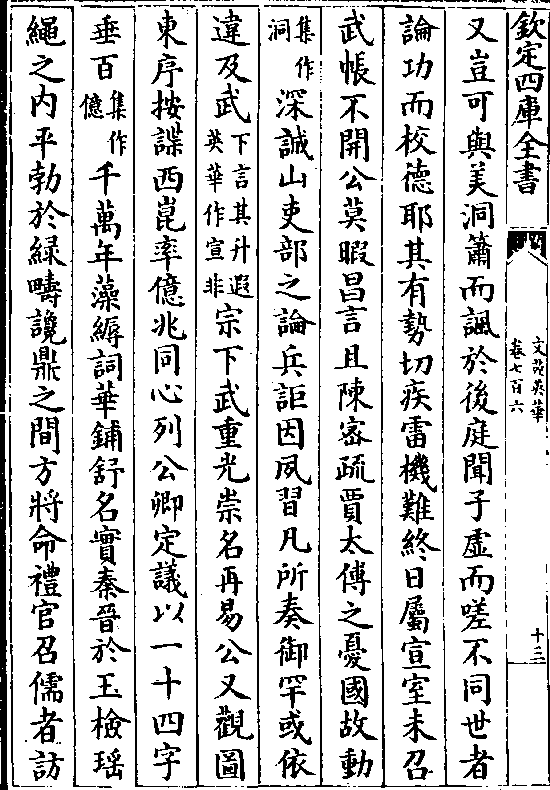 欽定四庫全書
文苑英華
卷七百六
十三
又豈可與美洞簫而諷於後庭聞子虛而嗟不同世者
論功而校德耶其有勢切疾雷機難終日屬宣室未召
武帳不開公莫暇昌言且陳密疏賈太傅之憂國故動
集作洞深誠山吏部之論兵詎因夙習凡所奏御罕或依
違及武下言其升遐英華作宣非宗下武重光崇名再易公又觀圖
東序按諜西崑率億兆同心列公卿定議以一十四字
垂百集作億千萬年藻縟詞華鋪舒名實秦晉於玉檢瑶
繩之内平勃於緑疇讒鼎之間方將命禮官召儒者訪